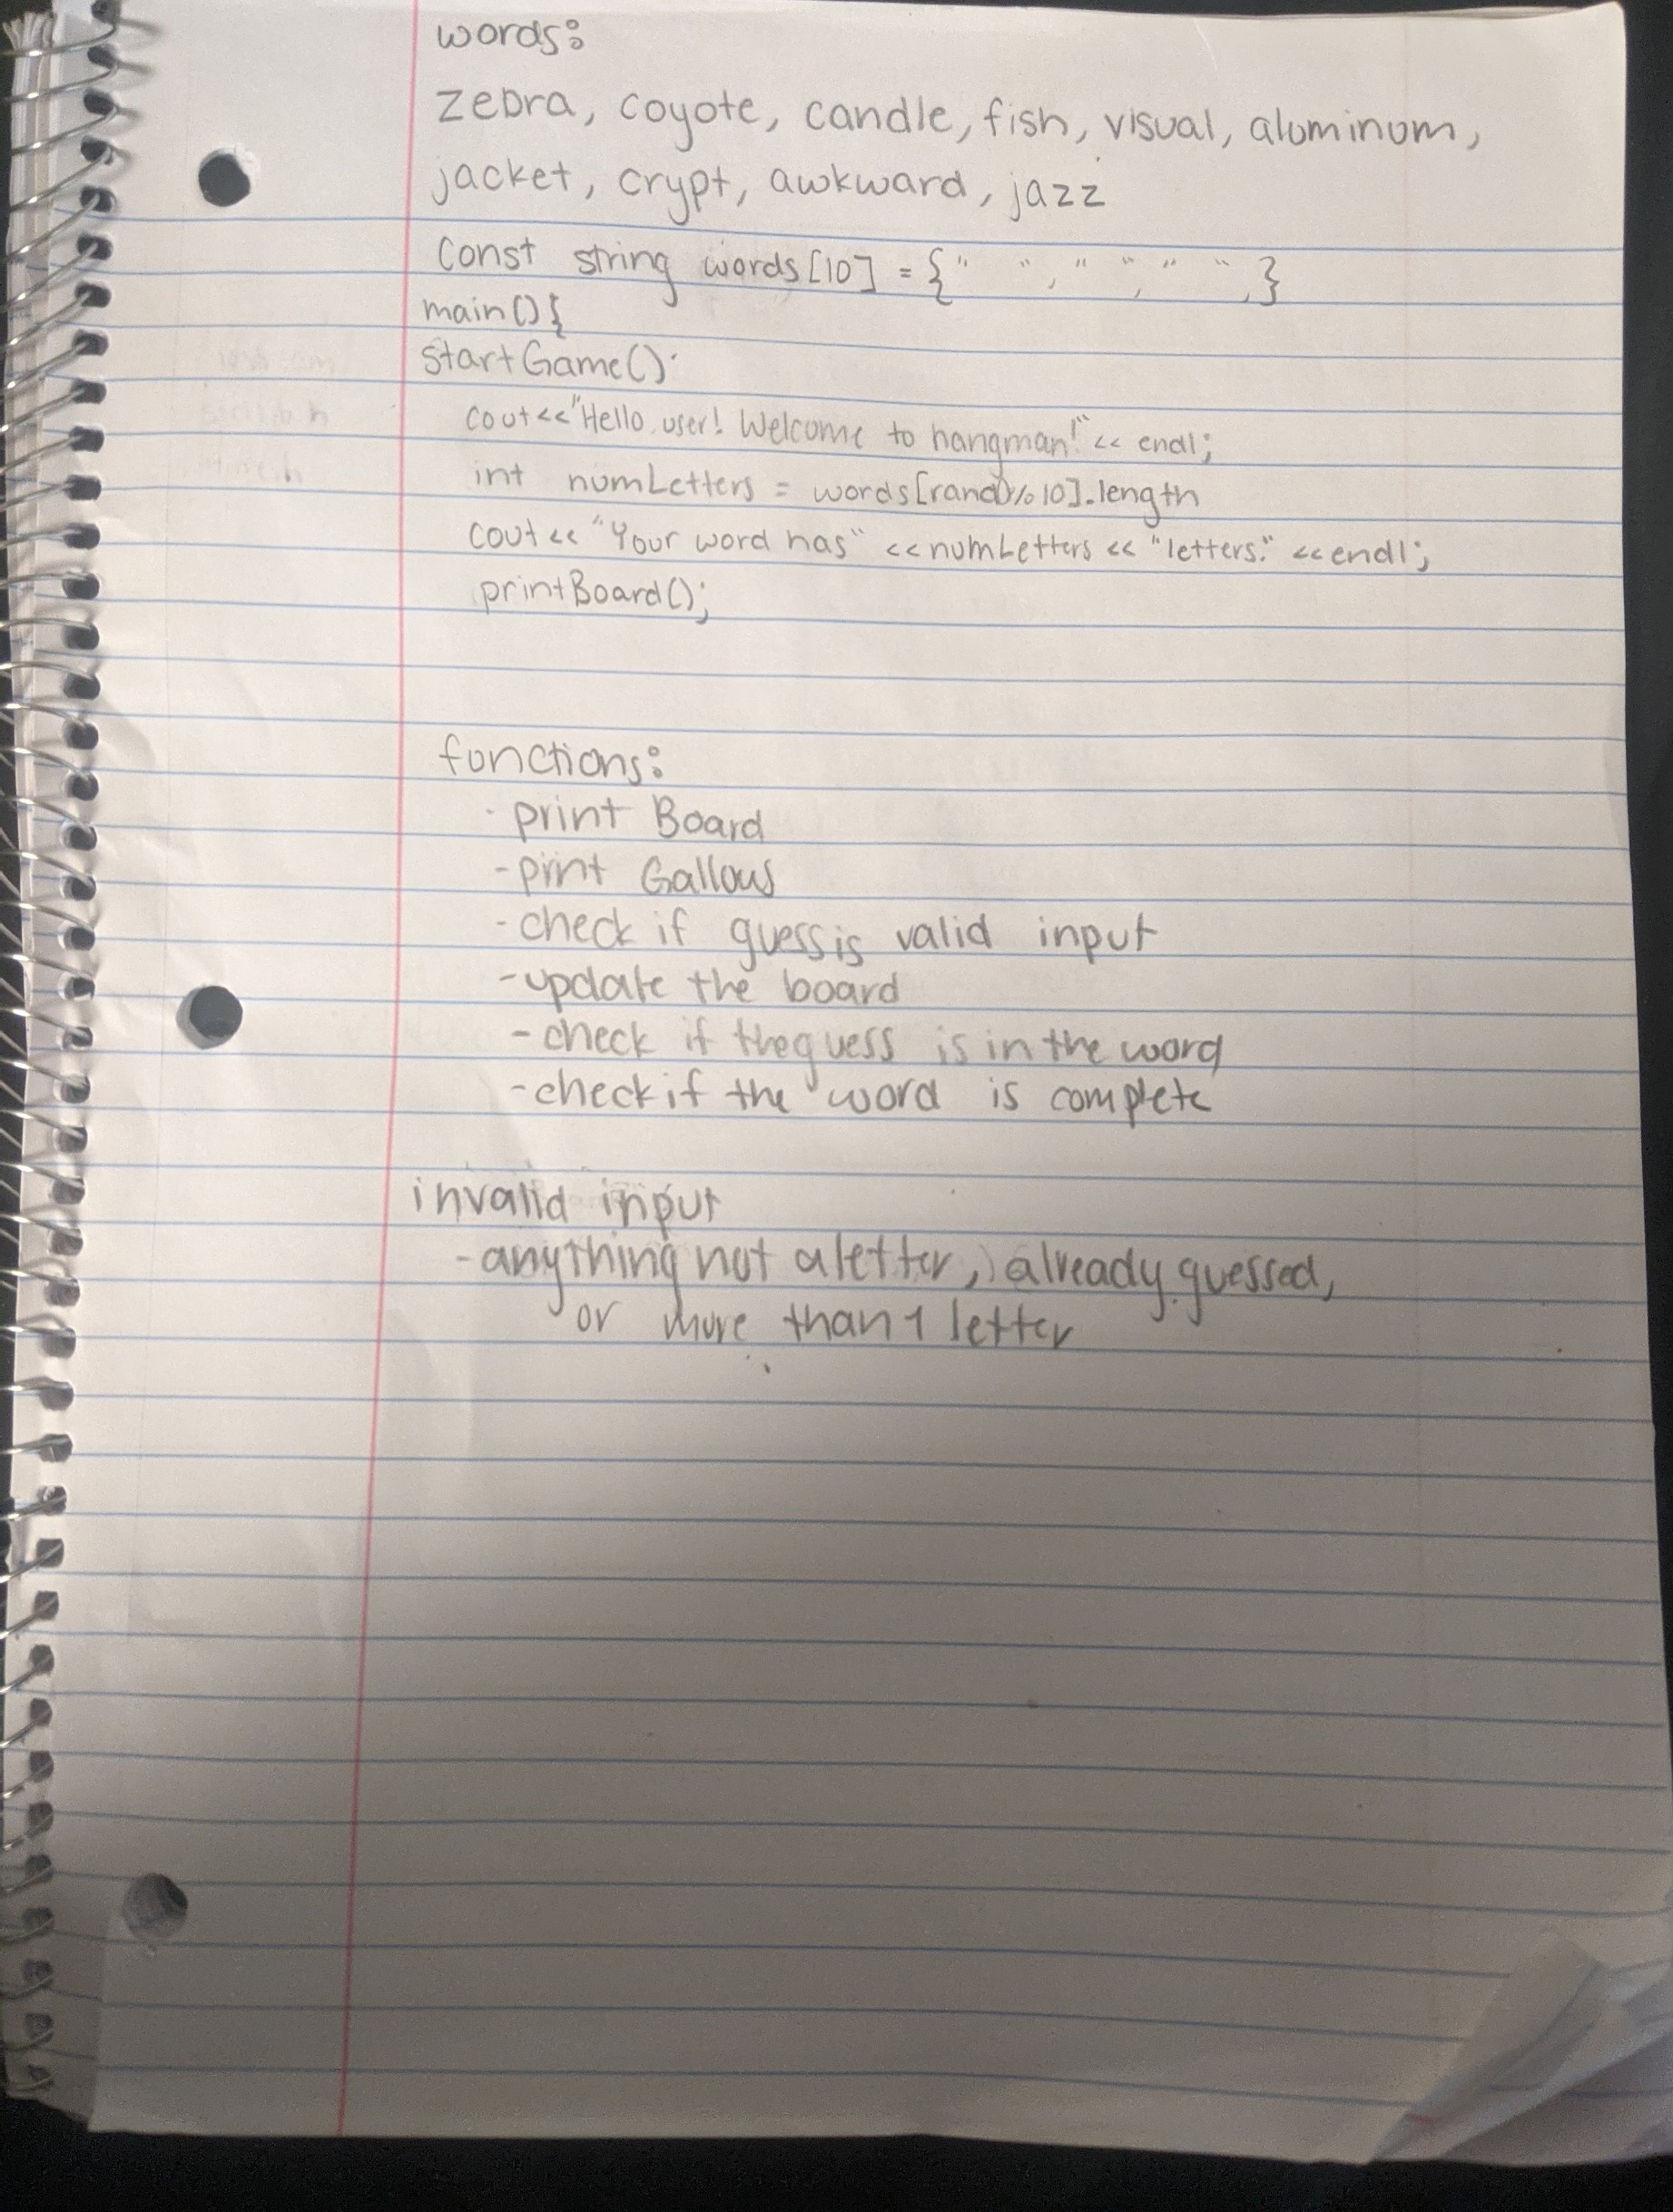 words:
zebra, coyote, candle, fish, visual, aluminum,
jacket, crypt, awkward, jazz
const string words[10] = {" ", " ", " ",}
main(){
startGame():
cout<<"Hello user! Welcome to hangman!" << endl;
int numLetters = words[rand()%10].length
cout<< "Your word has" <<numLetters << "letters." <<endl;
printBoard();
functions:
- print Board
- print Gallows
- check if guess is valid input
- update the board
- check if the guess is in the word
- check if the word is complete
invalid input
- anything not a letter, already guessed,
or more than 1 letter